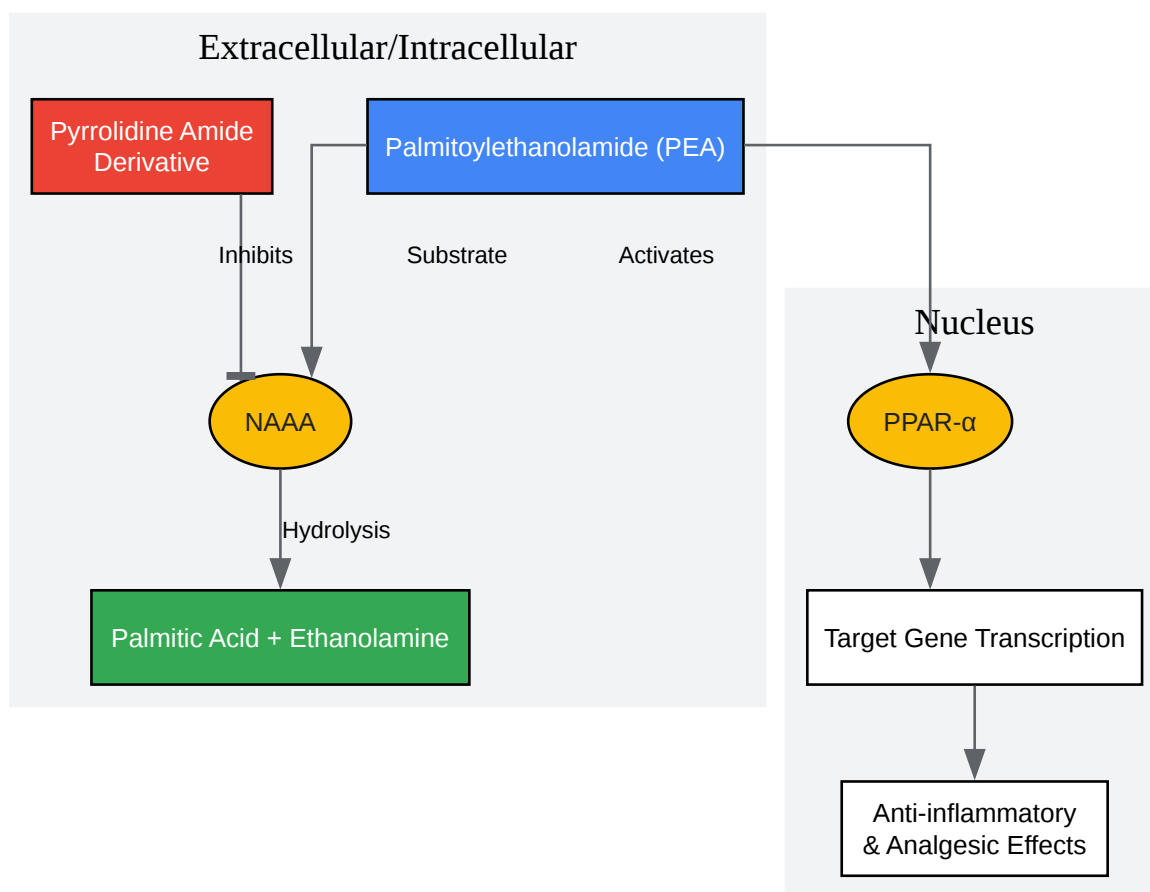 Extracellular/Intracellular
Pyrrolidine Amide
Derivative
Palmitoylethanolamide (PEA)
Inhibits
Substrate
Activates
Nucleus
NAAA
PPAR-α
Hydrolysis
Palmitic Acid + Ethanolamine
Target Gene Transcription
Anti-inflammatory
& Analgesic Effects